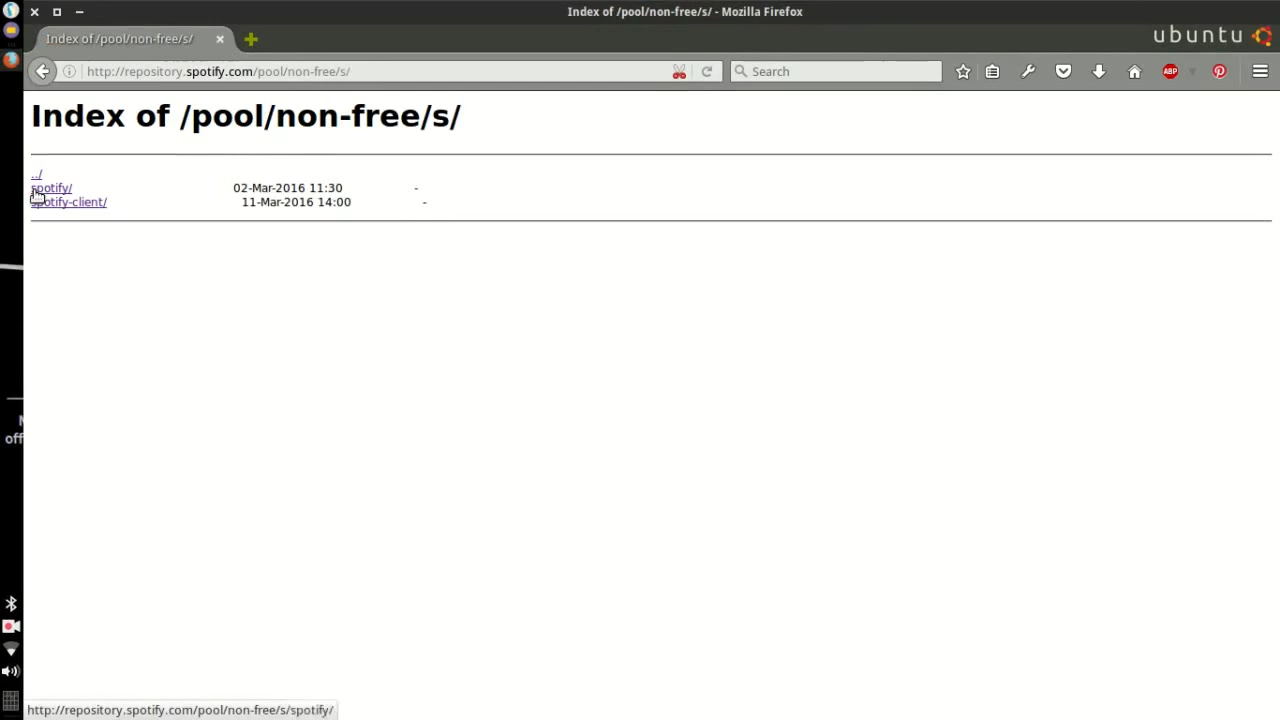 Index of /pool/non-free/s/ - Mozilla Firefox
Index of /pool/non-free/s/
ubuntu
http://repository.spotify.com/pool/non-free/s/
Search
ABP
Index of /pool/non-free/s/
../
spotify/ 02-Mar-2016 11:30 -
spotify-client/ 11-Mar-2016 14:00 -
off
http://repository.spotify.com/pool/non-free/s/spotify/